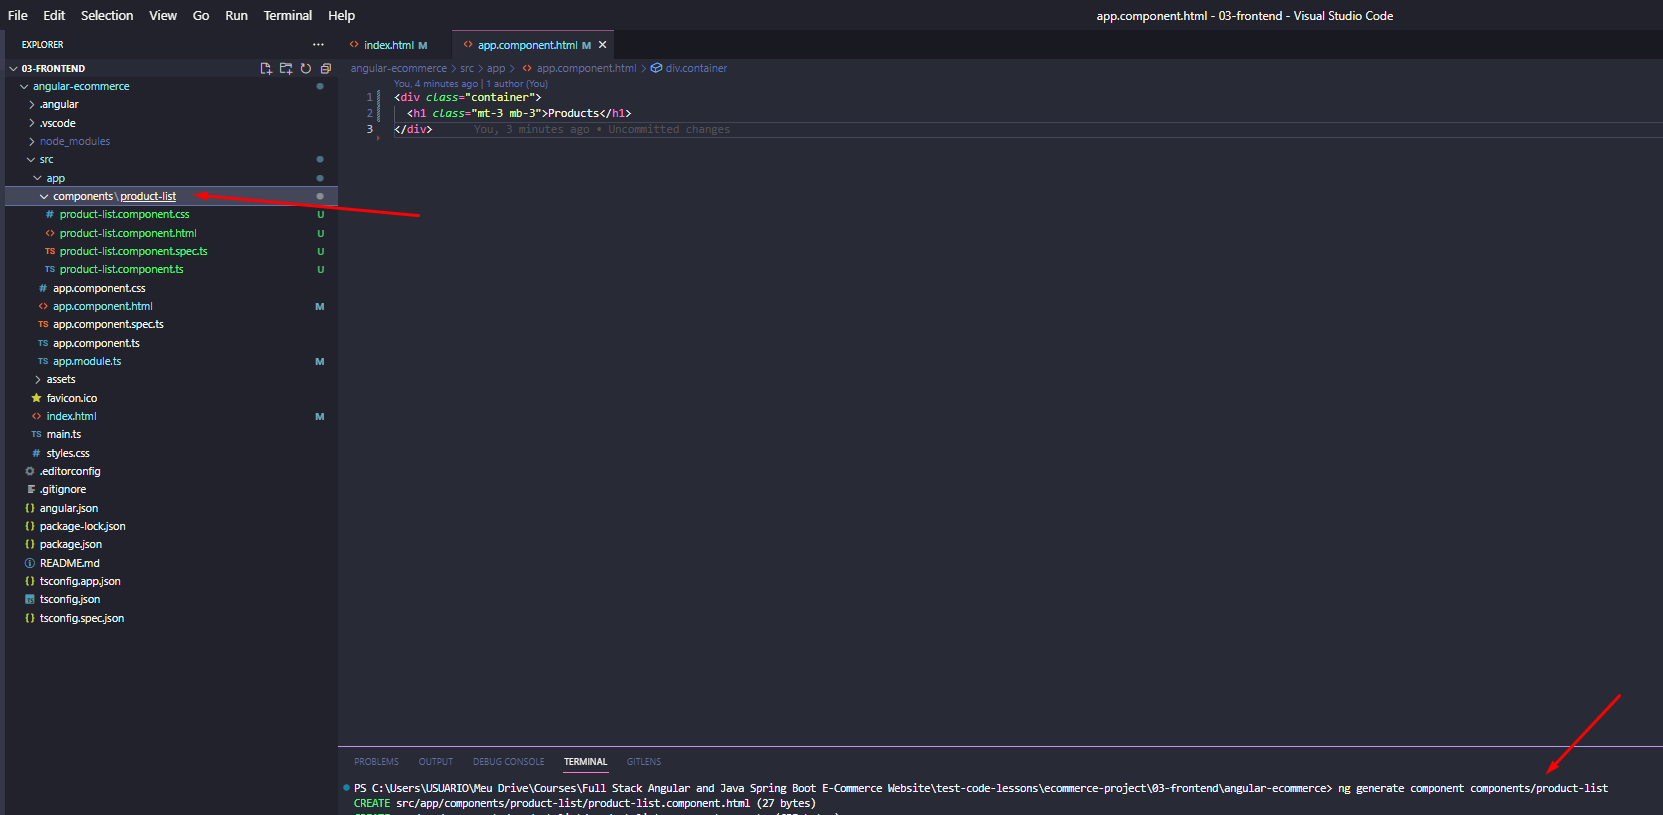 File Edit Selection View Go Run Terminal Help
app.component.html - 03-frontend - Visual Studio Code
EXPLORER
03-FRONTEND
angular-ecommerce
.angular
.vscode
node_modules
src
app
components\product-list
product-list.component.css U
product-list.component.html U
product-list.component.spec.ts U
product-list.component.ts U
app.component.css
app.component.html M
app.component.spec.ts
app.component.ts
app.module.ts M
assets
favicon.ico
index.html M
main.ts
styles.css
.editorconfig
.gitignore
angular.json
package-lock.json
package.json
README.md
tsconfig.app.json
tsconfig.json
tsconfig.spec.json
index.html M
app.component.html M
angular-ecommerce > src > app > app.component.html > div.container
You, 4 minutes ago | 1 author (You)
1 <div class="container">
2 <h1 class="mt-3 mb-3">Products</h1>
3 </div> You, 3 minutes ago • Uncommitted changes
PROBLEMS OUTPUT DEBUG CONSOLE TERMINAL GITLENS
PS C:\Users\USUARIO\Meu Drive\Courses\Full Stack Angular and Java Spring Boot E-Commerce Website\test-code-lessons\ecommerce-project\03-frontend\angular-ecommerce> ng generate component components/product-list
CREATE src/app/components/product-list/product-list.component.html (27 bytes)